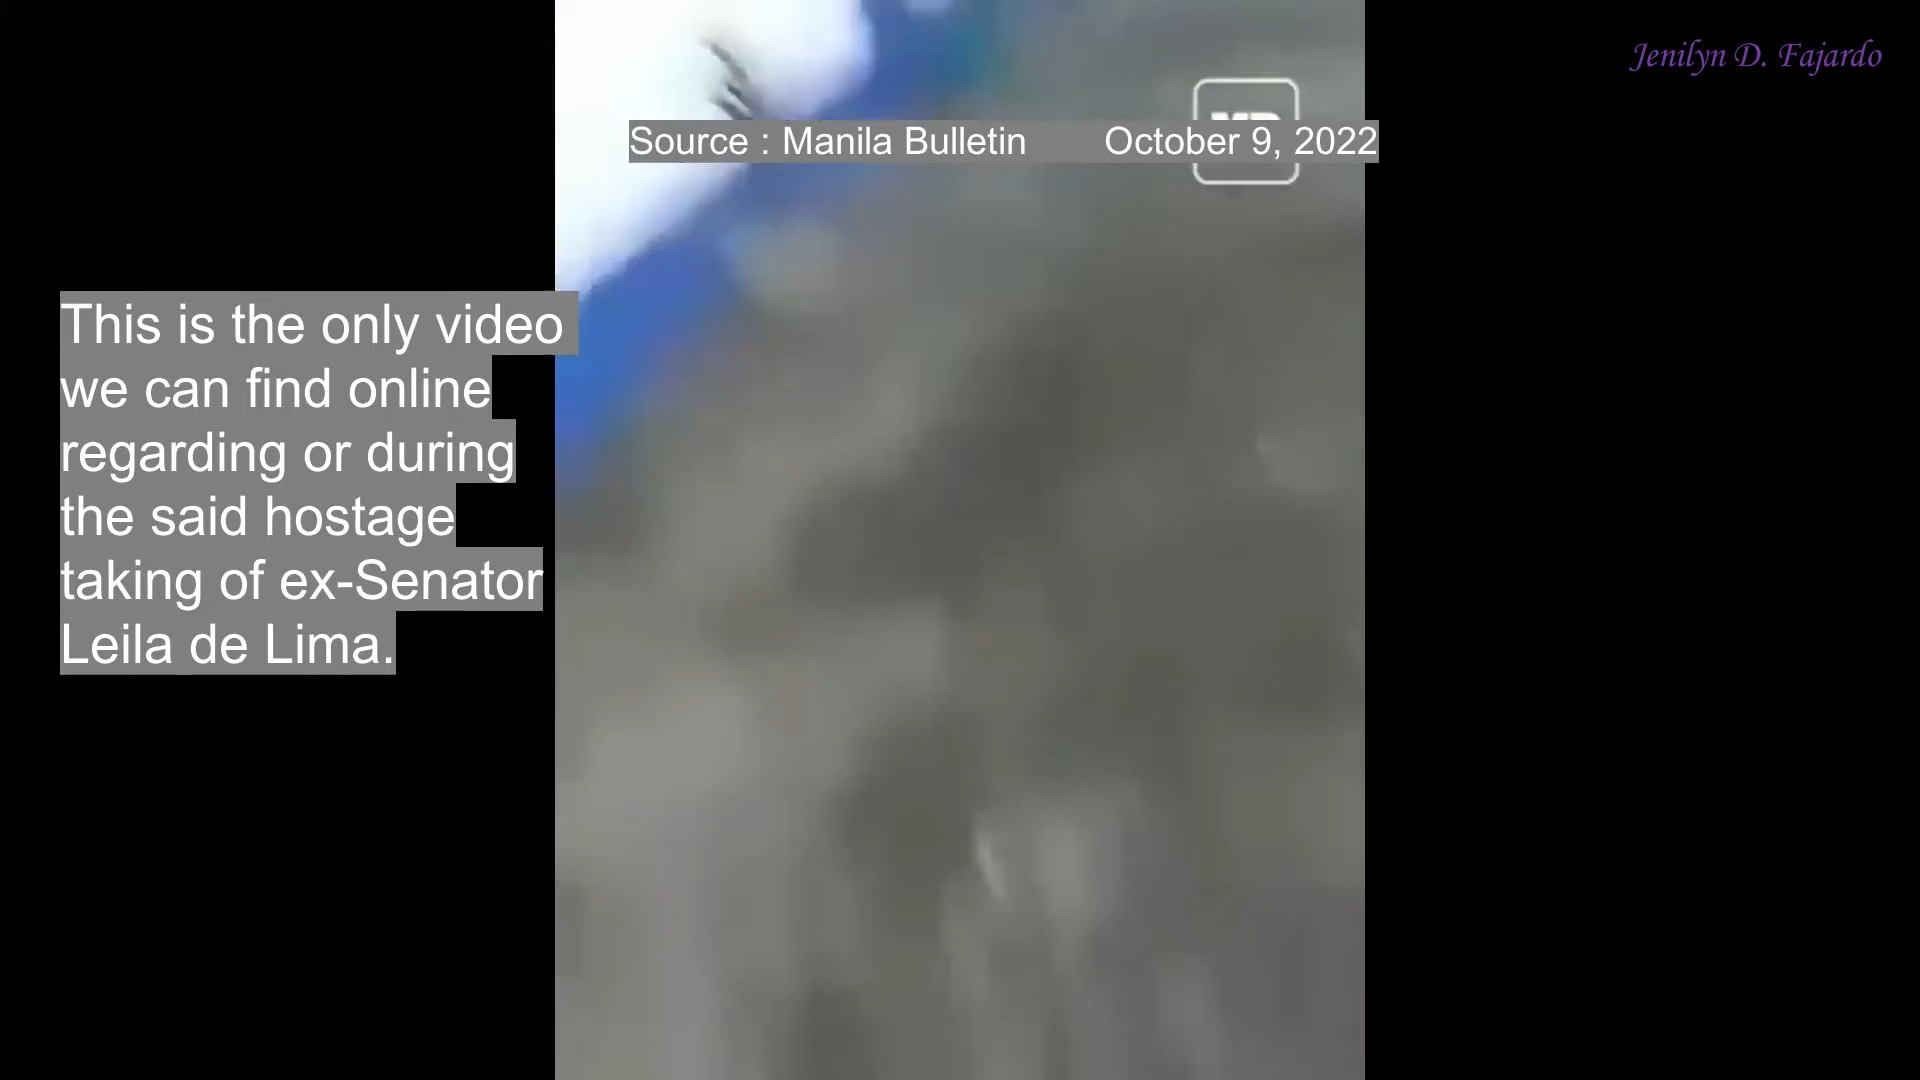 Jenilyn D. Fajardo
Source : Manila Bulletin October 9, 2022
This is the only video
we can find online
regarding or during
the said hostage
taking of ex-Senator
Leila de Lima.